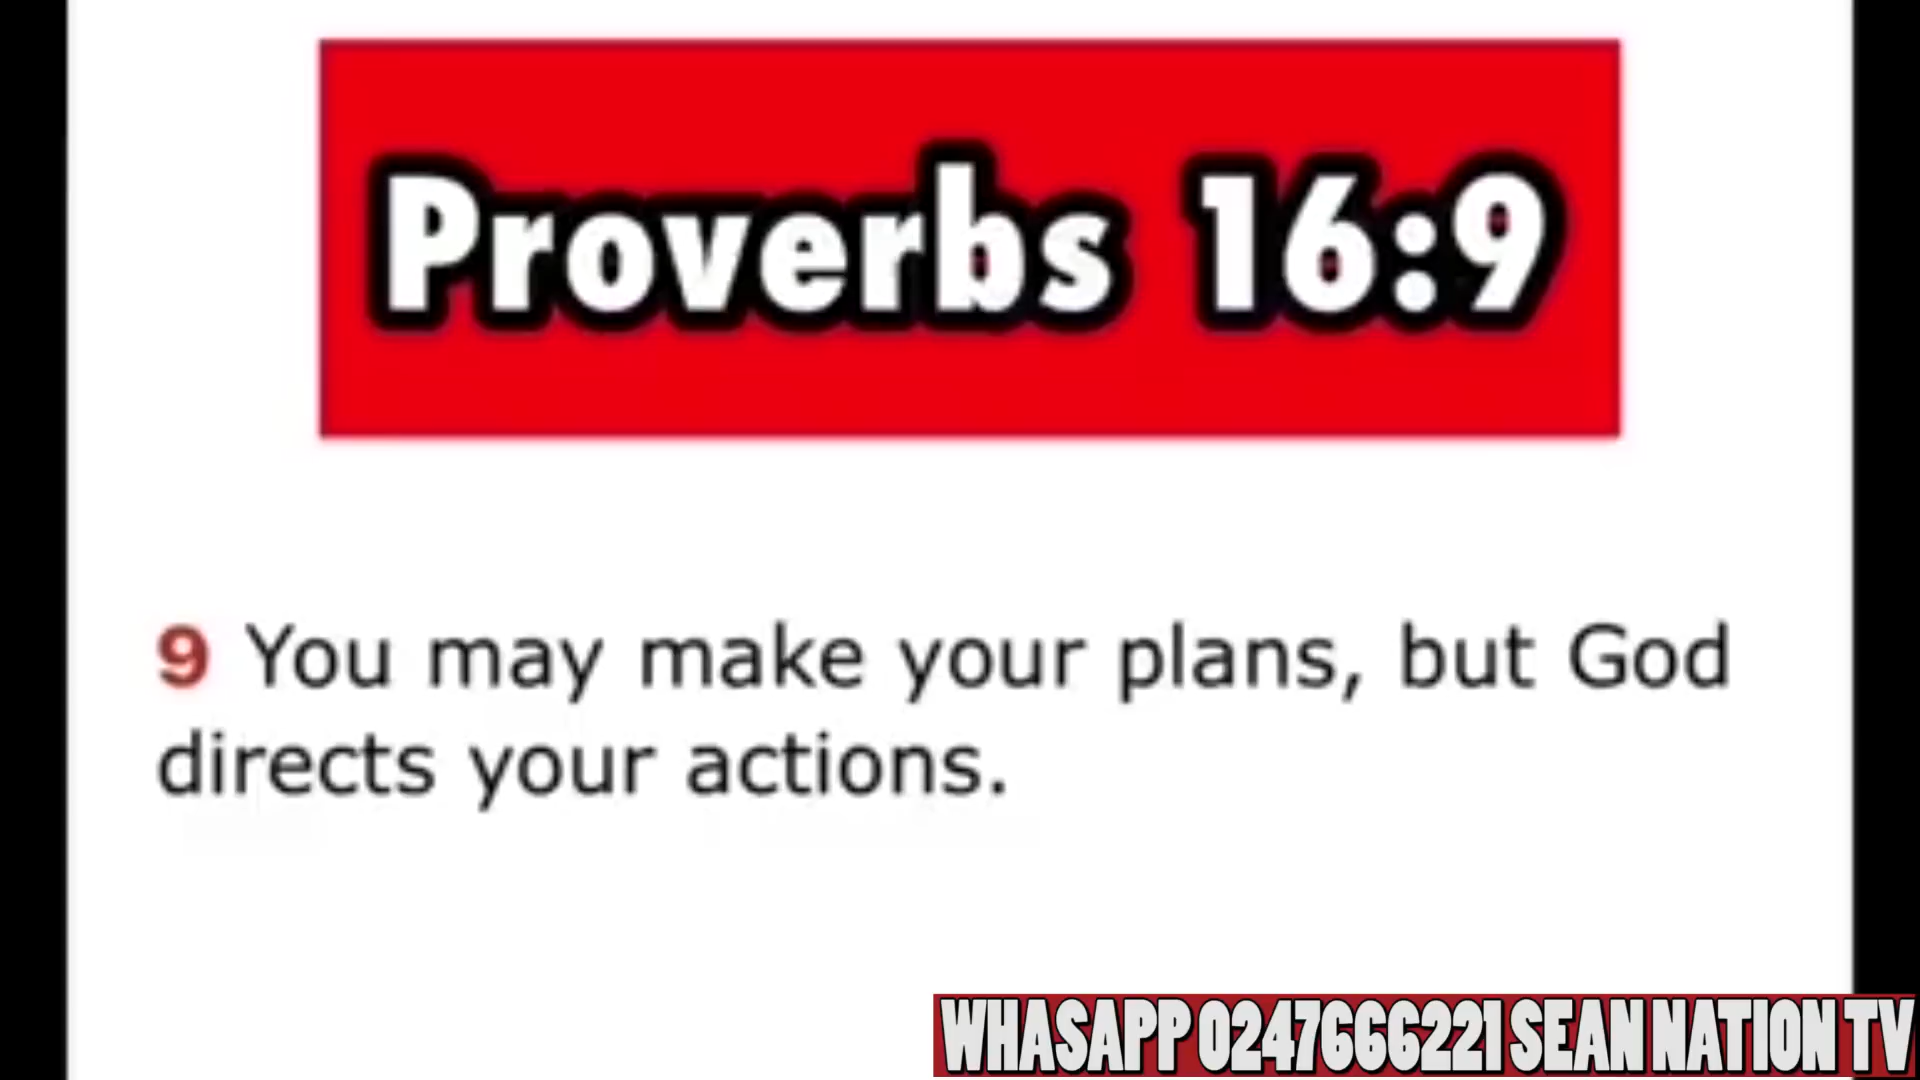 Proverbs 16:9
9 You may make your plans, but God
directs your actions.
WHASAPP 0247666221 SEAN NATION TV